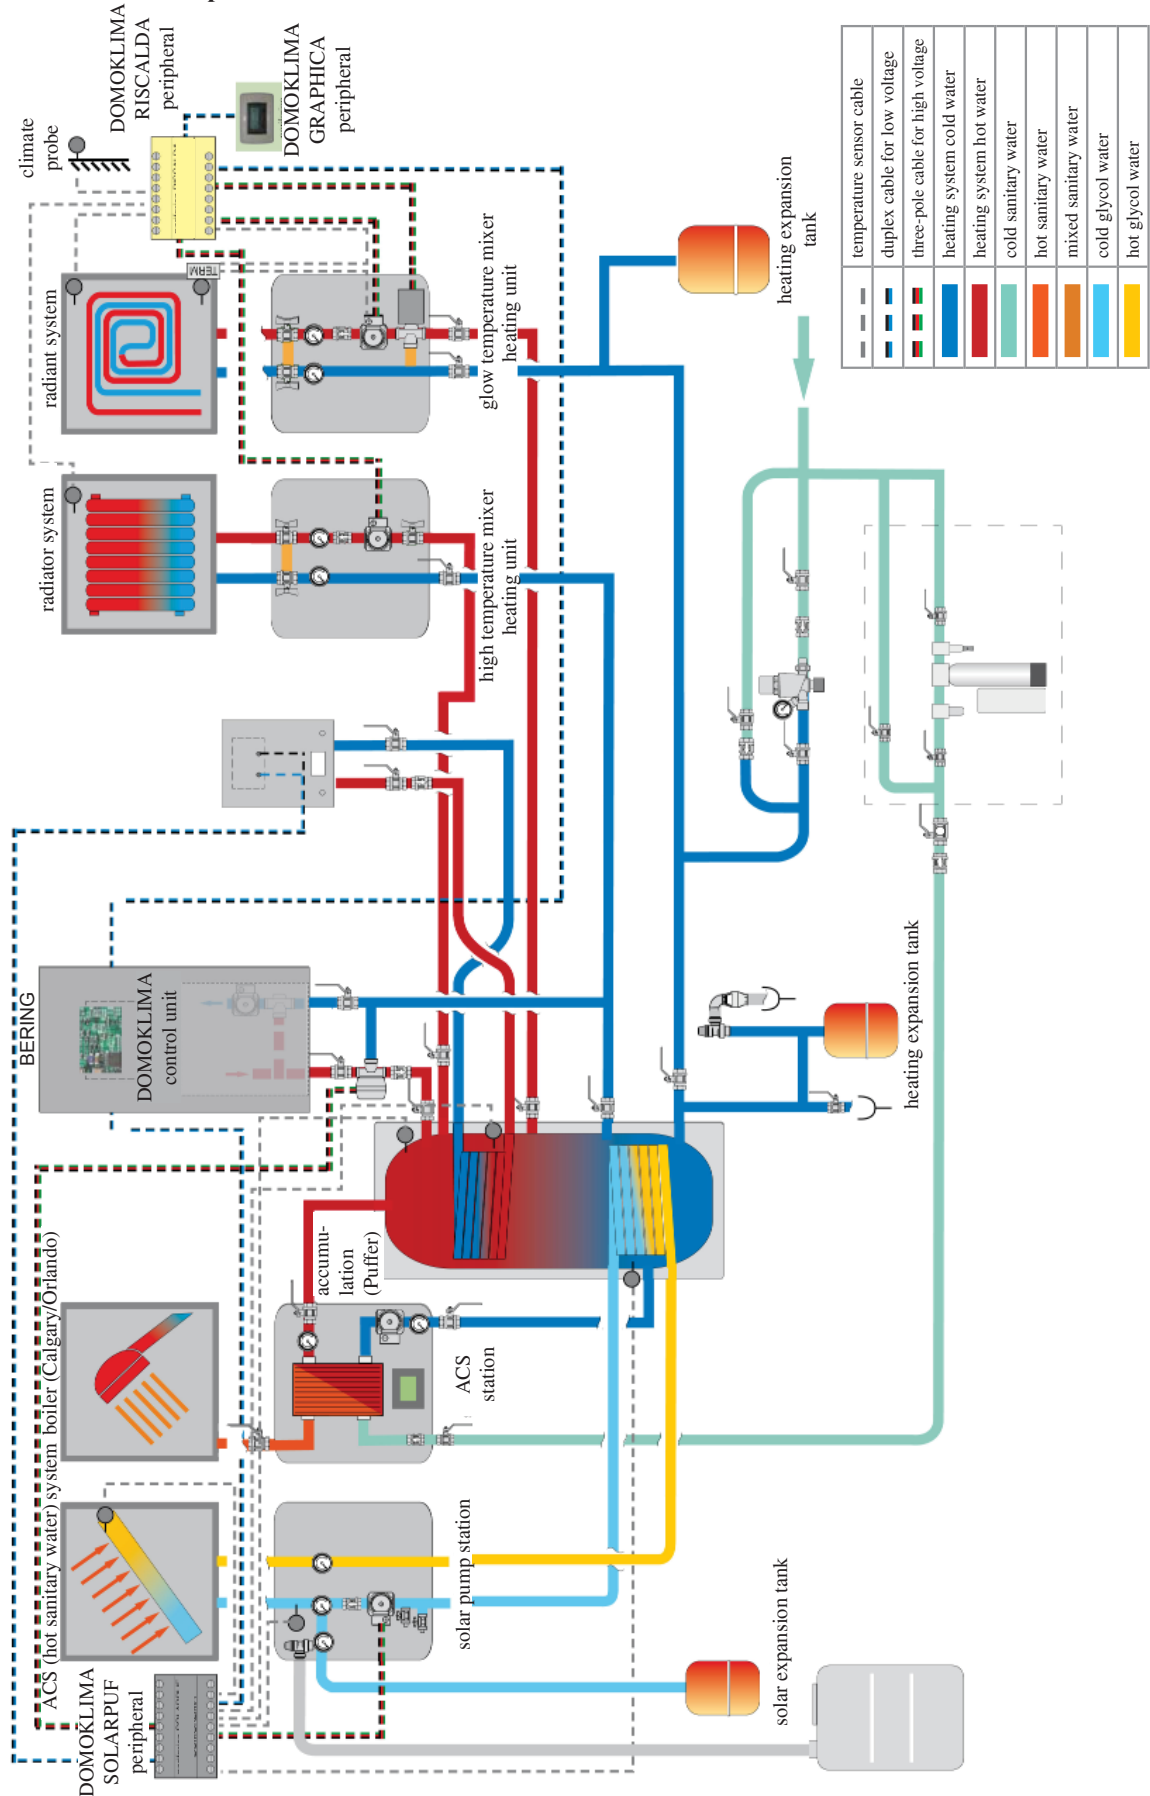 DOMOKLIMA
RISCALDA
peripheral
climate
probe
DOMOKLIMA
GRAPHICA
peripheral
TERM
radiant system
glow temperature mixer
heating unit
heating expansion
tank
radiator system
high temperature mixer
heating unit
BERING
DOMOKLIMA
control unit
heating expansion tank
ACS (hot sanitary water) system boiler (Calgary/Orlando)
accumu-
lation
(Puffer)
ACS
station
solar pump station
solar expansion tank
DOMOKLIMA
SOLARPUF
peripheral
temperature sensor cable
duplex cable for low voltage
three-pole cable for high voltage
heating system cold water
heating system hot water
cold sanitary water
hot sanitary water
mixed sanitary water
cold glycol water
hot glycol water